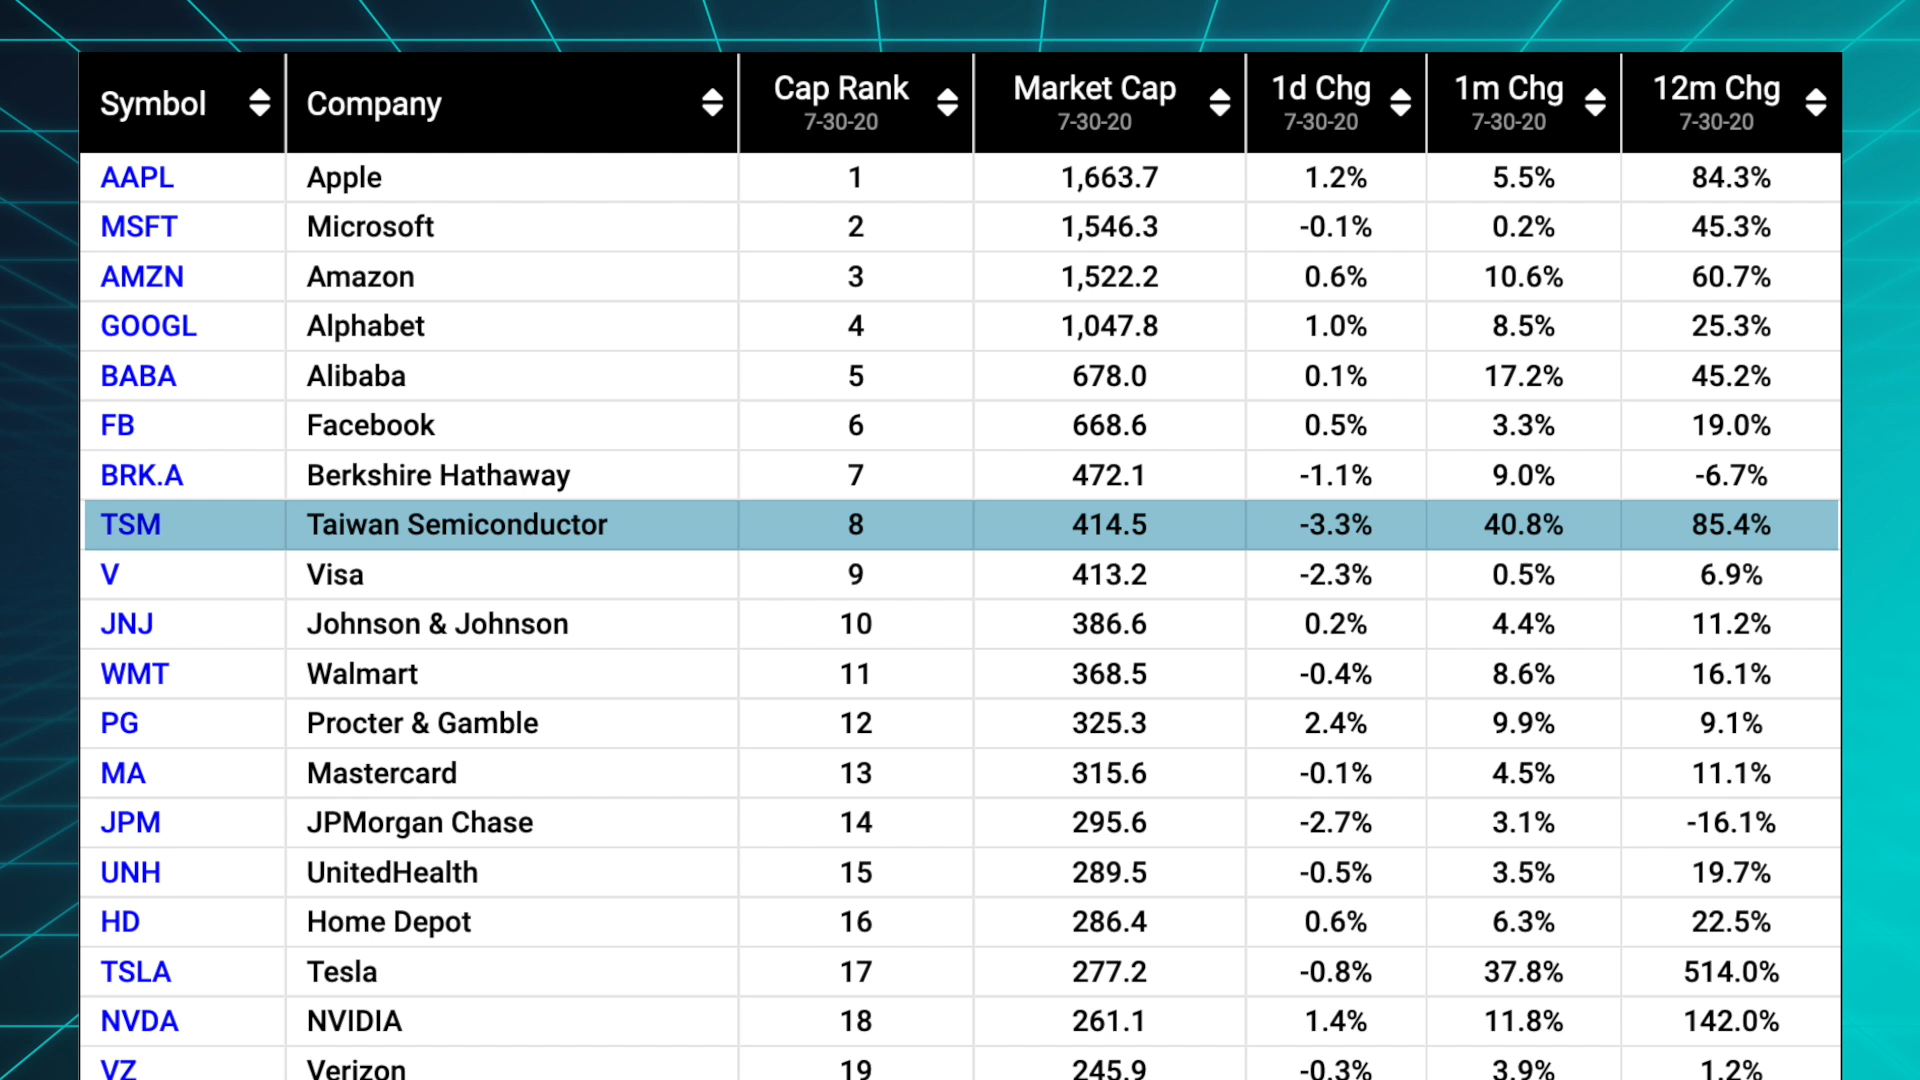 Symbol Company Cap Rank Market Cap 1d Chg 1m Chg 12m Chg
7-30-20 7-30-20 7-30-20 7-30-20 7-30-20
AAPL Apple 1 1,663.7 1.2% 5.5% 84.3%
MSFT Microsoft 2 1,546.3 -0.1% 0.2% 45.3%
AMZN Amazon 3 1,522.2 0.6% 10.6% 60.7%
GOOGL Alphabet 4 1,047.8 1.0% 8.5% 25.3%
BABA Alibaba 5 678.0 0.1% 17.2% 45.2%
FB Facebook 6 668.6 0.5% 3.3% 19.0%
BRK.A Berkshire Hathaway 7 472.1 -1.1% 9.0% -6.7%
TSM Taiwan Semiconductor 8 414.5 -3.3% 40.8% 85.4%
V Visa 9 413.2 -2.3% 0.5% 6.9%
JNJ Johnson & Johnson 10 386.6 0.2% 4.4% 11.2%
WMT Walmart 11 368.5 -0.4% 8.6% 16.1%
PG Procter & Gamble 12 325.3 2.4% 9.9% 9.1%
MA Mastercard 13 315.6 -0.1% 4.5% 11.1%
JPM JPMorgan Chase 14 295.6 -2.7% 3.1% -16.1%
UNH UnitedHealth 15 289.5 -0.5% 3.5% 19.7%
HD Home Depot 16 286.4 0.6% 6.3% 22.5%
TSLA Tesla 17 277.2 -0.8% 37.8% 514.0%
NVDA NVIDIA 18 261.1 1.4% 11.8% 142.0%
VZ Verizon 19 245.9 -0.3% 3.9% 1.2%